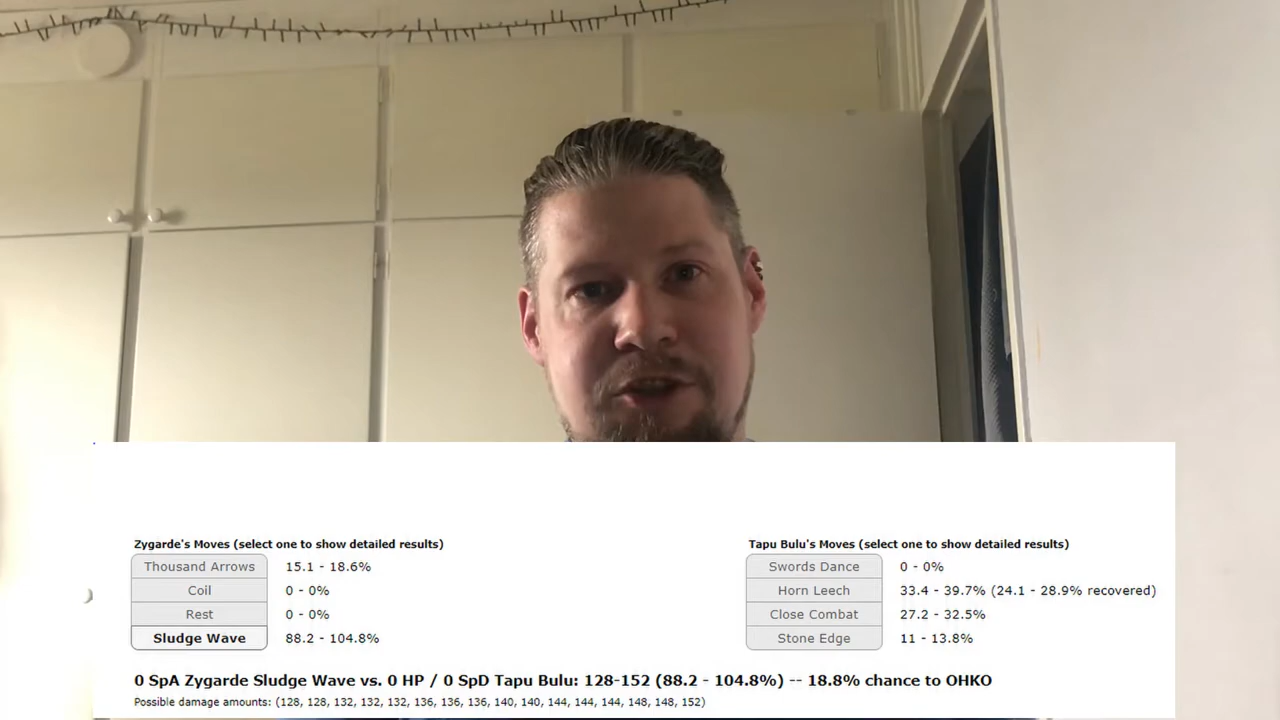 Zygarde's Moves (select one to show detailed results)
Thousand Arrows 15.1 - 18.6%
Coil 0 - 0%
Rest 0 - 0%
Sludge Wave 88.2 - 104.8%
Tapu Bulu's Moves (select one to show detailed results)
Swords Dance 0 - 0%
Horn Leech 33.4 - 39.7% (24.1 - 28.9% recovered)
Close Combat 27.2 - 32.5%
Stone Edge 11 - 13.8%
0 SpA Zygarde Sludge Wave vs. 0 HP / 0 SpD Tapu Bulu: 128-152 (88.2 - 104.8%) -- 18.8% chance to OHKO
Possible damage amounts: (128, 128, 132, 132, 132, 136, 136, 136, 140, 140, 144, 144, 144, 148, 148, 152)